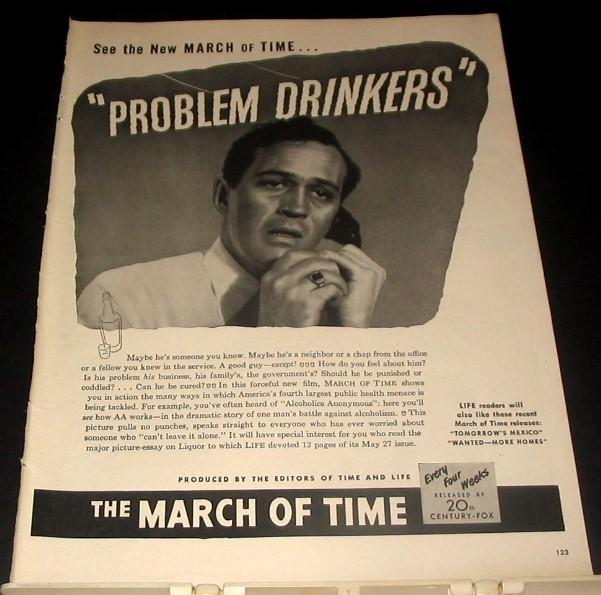 See the New MARCH OF TIME...
"PROBLEM DRINKERS"
Maybe he's someone you know. Maybe he's a neighbor or a chap from the office
or a fellow you knew in the service. A good guy—except! How do you feel about him?
Is his problem his business, his family's, the government's? Should he be punished or
coddled? . . . Can he be cured? In this forceful new film, MARCH OF TIME shows
you in action the many ways in which America's fourth largest public health menace is
being tackled. For example, you've often heard of "Alcoholics Anonymous": here you'll
see how AA works—in the dramatic story of one man's battle against alcoholism. This
picture pulls no punches, speaks straight to everyone who has ever worried about
someone who "can't leave it alone." It will have special interest for you who read the
major picture-essay on Liquor to which LIFE devoted 12 pages of its May 27 issue.
LIFE readers will
also like these recent
March of Time releases:
"TOMORROW'S MEXICO"
"WANTED—MORE HOMES"
PRODUCED BY THE EDITORS OF TIME AND LIFE
THE MARCH OF TIME
Every
Four
Weeks
RELEASED BY
20th
CENTURY-FOX
123